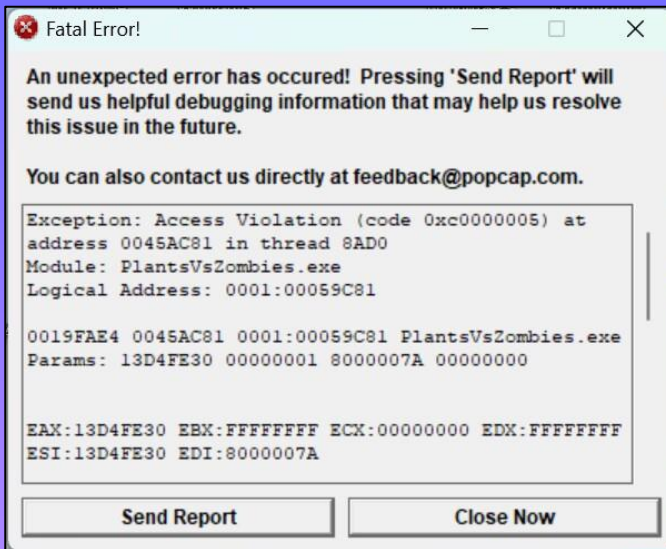 Fatal Error!
An unexpected error has occured!  Pressing 'Send Report' will
send us helpful debugging information that may help us resolve
this issue in the future.
You can also contact us directly at feedback@popcap.com.
Exception: Access Violation (code 0xc0000005) at
address 0045AC81 in thread 8AD0
Module: PlantsVsZombies.exe
Logical Address: 0001:00059C81
0019FAE4 0045AC81 0001:00059C81 PlantsVsZombies.exe
Params: 13D4FE30 00000001 8000007A 00000000
EAX:13D4FE30 EBX:FFFFFFFF ECX:00000000 EDX:FFFFFFFF
ESI:13D4FE30 EDI:8000007A
Send Report
Close Now